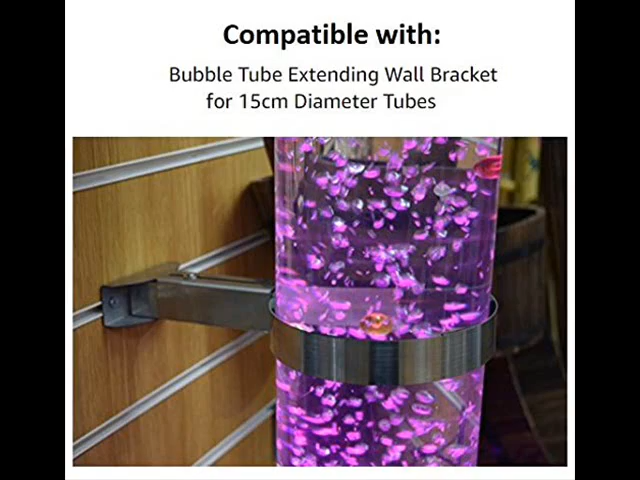 Compatible with:
Bubble Tube Extending Wall Bracket
for 15cm Diameter Tubes